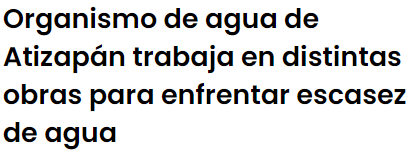 Organismo de agua de
Atizapán trabaja en distintas
obras para enfrentar escasez
de agua